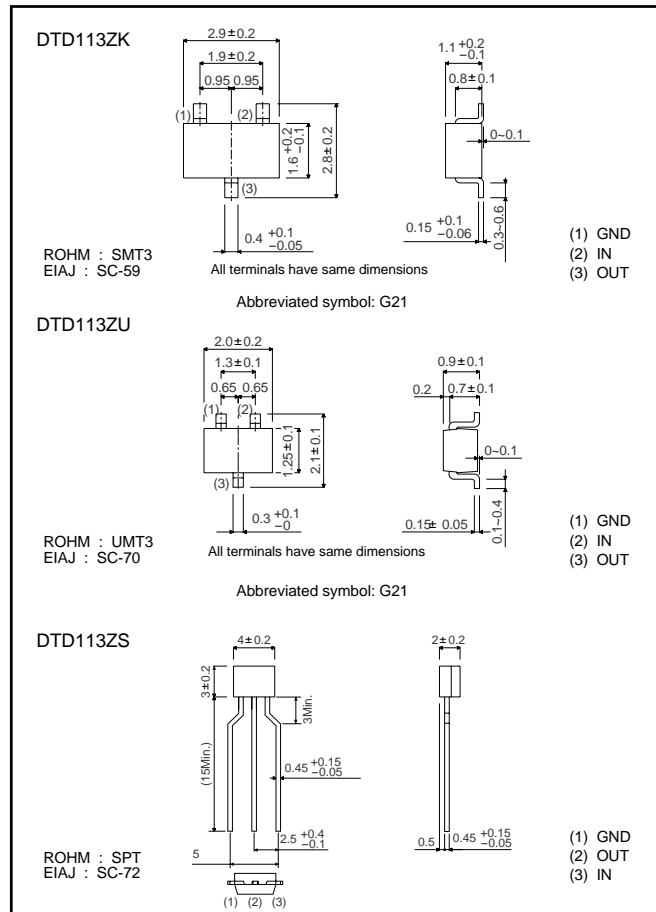 DTD113ZK
2.9±0.2
1.9±0.2
0.95 0.95
(1) (2)
(3)
1.6 +0.2 −0.1
2.8±0.2
0.4 +0.1 −0.05
1.1 +0.2 −0.1
0.8±0.1
0~0.1
0.15 +0.1 −0.06
0.3~0.6
ROHM : SMT3
EIAJ : SC-59
All terminals have same dimensions
(1) GND
(2) IN
(3) OUT
Abbreviated symbol: G21
DTD113ZU
2.0±0.2
1.3±0.1
0.65 0.65
(1) (2)
(3)
1.25±0.1
2.1±0.1
0.3 +0.1 −0
0.9±0.1
0.2 0.7±0.1
0~0.1
0.15± 0.05
0.1~0.4
ROHM : UMT3
EIAJ : SC-70
All terminals have same dimensions
(1) GND
(2) IN
(3) OUT
Abbreviated symbol: G21
DTD113ZS
4±0.2
3±0.2
(15Min.)
3Min.
0.45 +0.15 −0.05
2.5 +0.4 −0.1
5
(1) (2) (3)
2±0.2
0.5 0.45 +0.15 −0.05
ROHM : SPT
EIAJ : SC-72
(1) GND
(2) OUT
(3) IN